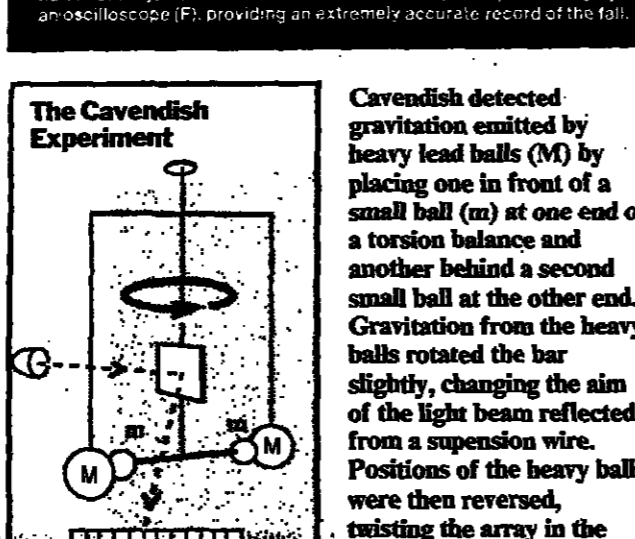 an oscilloscope (F), providing an extremely accurate record of the fall.
The Cavendish
Experiment
m
m
M
M
Cavendish detected
gravitation emitted by
heavy lead balls (M) by
placing one in front of a
small ball (m) at one end o
a torsion balance and
another behind a second
small ball at the other end.
Gravitation from the heavy
balls rotated the bar
slightly, changing the aim
of the light beam reflected
from a supension wire.
Positions of the heavy ball
were then reversed,
twisting the array in the